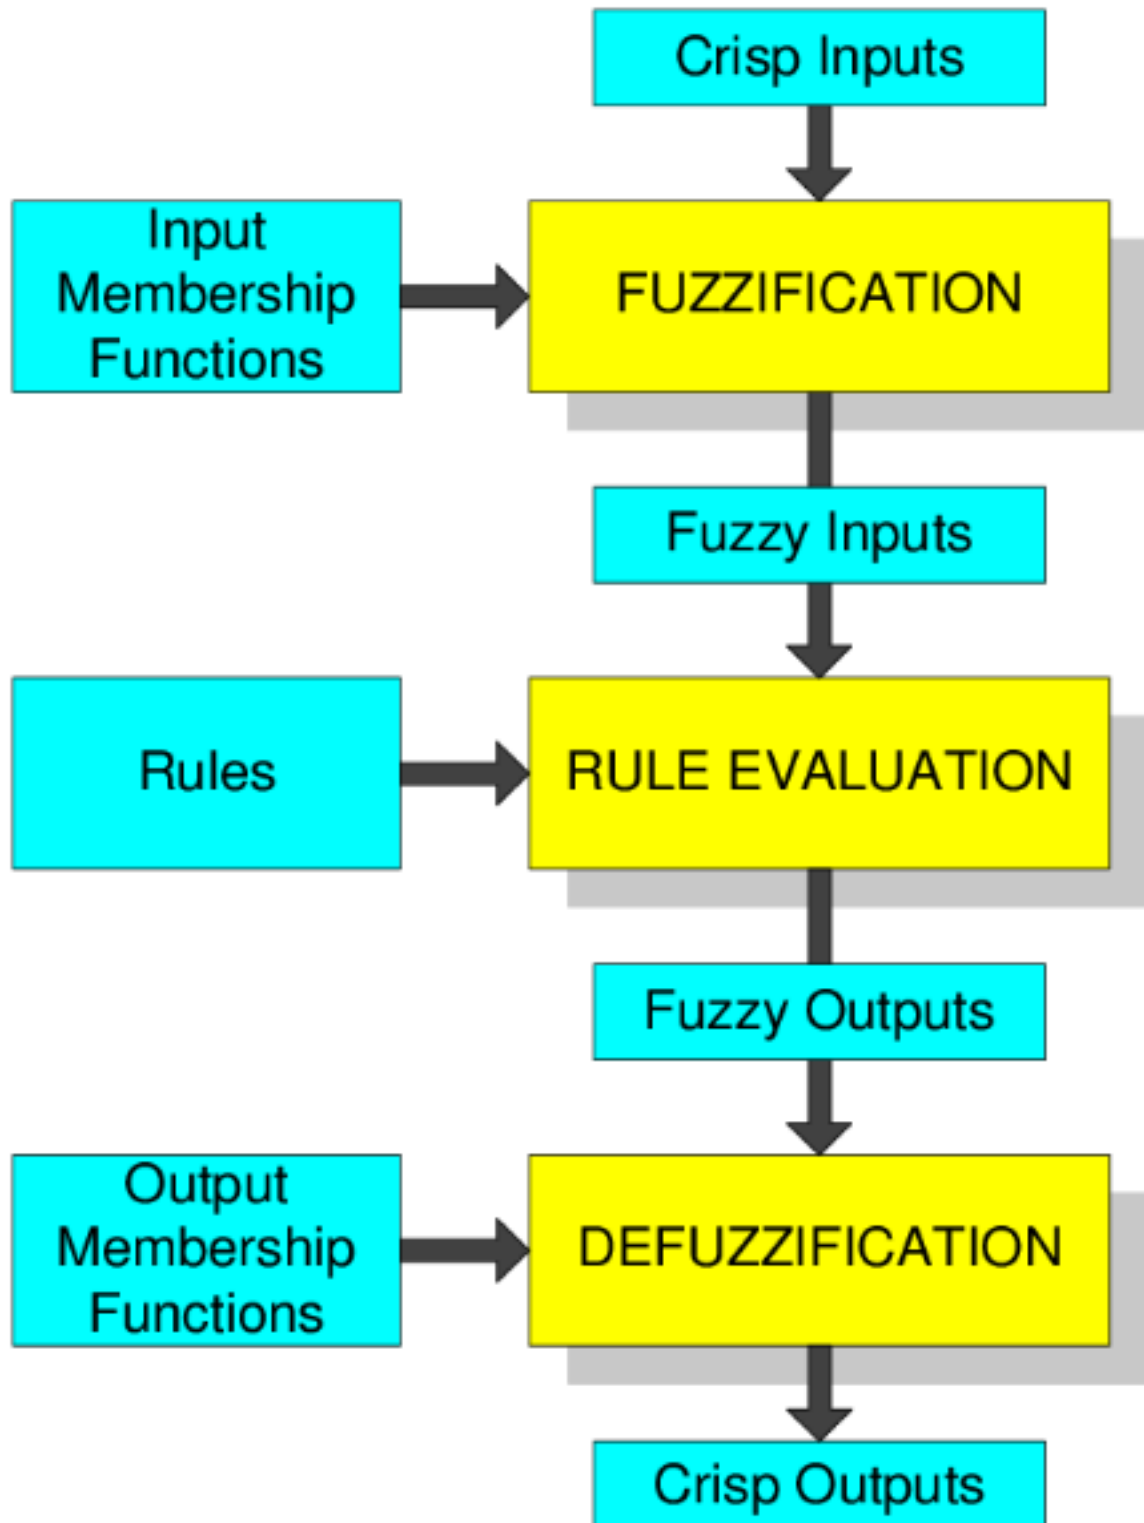 Crisp Inputs
Input
Membership
Functions
FUZZIFICATION
Fuzzy Inputs
Rules
RULE EVALUATION
Fuzzy Outputs
Output
Membership
Functions
DEFUZZIFICATION
Crisp Outputs